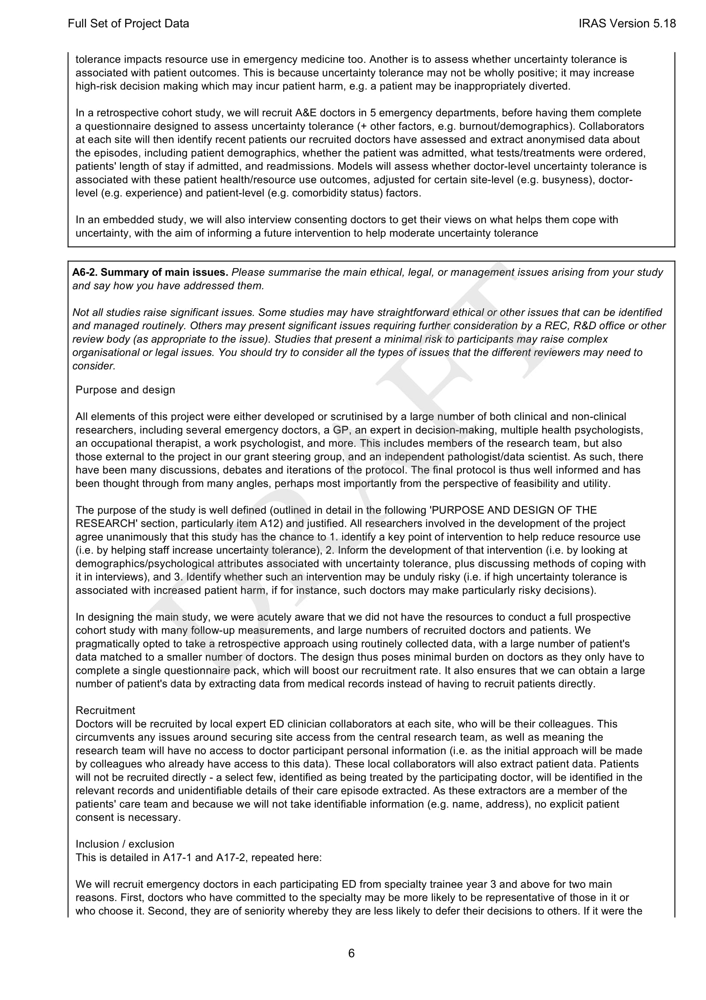 Full Set of Project Data
IRAS Version 5.18
tolerance impacts resource use in emergency medicine too. Another is to assess whether uncertainty tolerance is
associated with patient outcomes. This is because uncertainty tolerance may not be wholly positive; it may increase
high-risk decision making which may incur patient harm, e.g. a patient may be inappropriately diverted.
In a retrospective cohort study, we will recruit A&E doctors in 5 emergency departments, before having them complete
a questionnaire designed to assess uncertainty tolerance (+ other factors, e.g. burnout/demographics). Collaborators
at each site will then identify recent patients our recruited doctors have assessed and extract anonymised data about
the episodes, including patient demographics, whether the patient was admitted, what tests/treatments were ordered,
patients' length of stay if admitted, and readmissions. Models will assess whether doctor-level uncertainty tolerance is
associated with these patient health/resource use outcomes, adjusted for certain site-level (e.g. busyness), doctor-
level (e.g. experience) and patient-level (e.g. comorbidity status) factors.
In an embedded study, we will also interview consenting doctors to get their views on what helps them cope with
uncertainty, with the aim of informing a future intervention to help moderate uncertainty tolerance
A6-2. Summary of main issues. Please summarise the main ethical, legal, or management issues arising from your study
and say how you have addressed them.
Not all studies raise significant issues. Some studies may have straightforward ethical or other issues that can be identified
and managed routinely. Others may present significant issues requiring further consideration by a REC, R&D office or other
review body (as appropriate to the issue). Studies that present a minimal risk to participants may raise complex
organisational or legal issues. You should try to consider all the types of issues that the different reviewers may need to
consider.
Purpose and design
All elements of this project were either developed or scrutinised by a large number of both clinical and non-clinical
researchers, including several emergency doctors, a GP, an expert in decision-making, multiple health psychologists,
an occupational therapist, a work psychologist, and more. This includes members of the research team, but also
those external to the project in our grant steering group, and an independent pathologist/data scientist. As such, there
have been many discussions, debates and iterations of the protocol. The final protocol is thus well informed and has
been thought through from many angles, perhaps most importantly from the perspective of feasibility and utility.
The purpose of the study is well defined (outlined in detail in the following 'PURPOSE AND DESIGN OF THE
RESEARCH' section, particularly item A12) and justified. All researchers involved in the development of the project
agree unanimously that this study has the chance to 1. identify a key point of intervention to help reduce resource use
(i.e. by helping staff increase uncertainty tolerance), 2. Inform the development of that intervention (i.e. by looking at
demographics/psychological attributes associated with uncertainty tolerance, plus discussing methods of coping with
it in interviews), and 3. Identify whether such an intervention may be unduly risky (i.e. if high uncertainty tolerance is
associated with increased patient harm, if for instance, such doctors may make particularly risky decisions).
In designing the main study, we were acutely aware that we did not have the resources to conduct a full prospective
cohort study with many follow-up measurements, and large numbers of recruited doctors and patients. We
pragmatically opted to take a retrospective approach using routinely collected data, with a large number of patient's
data matched to a smaller number of doctors. The design thus poses minimal burden on doctors as they only have to
complete a single questionnaire pack, which will boost our recruitment rate. It also ensures that we can obtain a large
number of patient's data by extracting data from medical records instead of having to recruit patients directly.
Recruitment
Doctors will be recruited by local expert ED clinician collaborators at each site, who will be their colleagues. This
circumvents any issues around securing site access from the central research team, as well as meaning the
research team will have no access to doctor participant personal information (i.e. as the initial approach will be made
by colleagues who already have access to this data). These local collaborators will also extract patient data. Patients
will not be recruited directly - a select few, identified as being treated by the participating doctor, will be identified in the
relevant records and unidentifiable details of their care episode extracted. As these extractors are a member of the
patients' care team and because we will not take identifiable information (e.g. name, address), no explicit patient
consent is necessary.
Inclusion / exclusion
This is detailed in A17-1 and A17-2, repeated here:
We will recruit emergency doctors in each participating ED from specialty trainee year 3 and above for two main
reasons. First, doctors who have committed to the specialty may be more likely to be representative of those in it or
who choose it. Second, they are of seniority whereby they are less likely to defer their decisions to others. If it were the
DRAFT
6